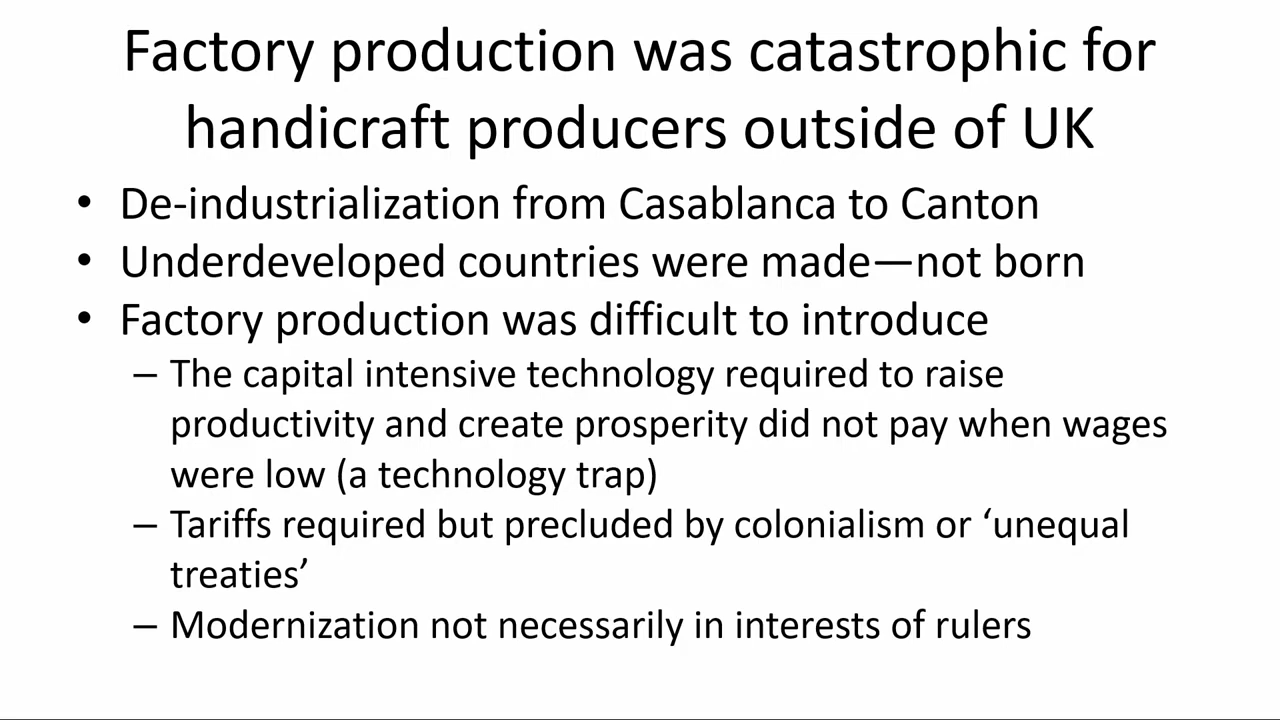 Factory production was catastrophic for
handicraft producers outside of UK
• De-industrialization from Casablanca to Canton
• Underdeveloped countries were made—not born
• Factory production was difficult to introduce
– The capital intensive technology required to raise
productivity and create prosperity did not pay when wages
were low (a technology trap)
– Tariffs required but precluded by colonialism or ‘unequal
treaties’
– Modernization not necessarily in interests of rulers